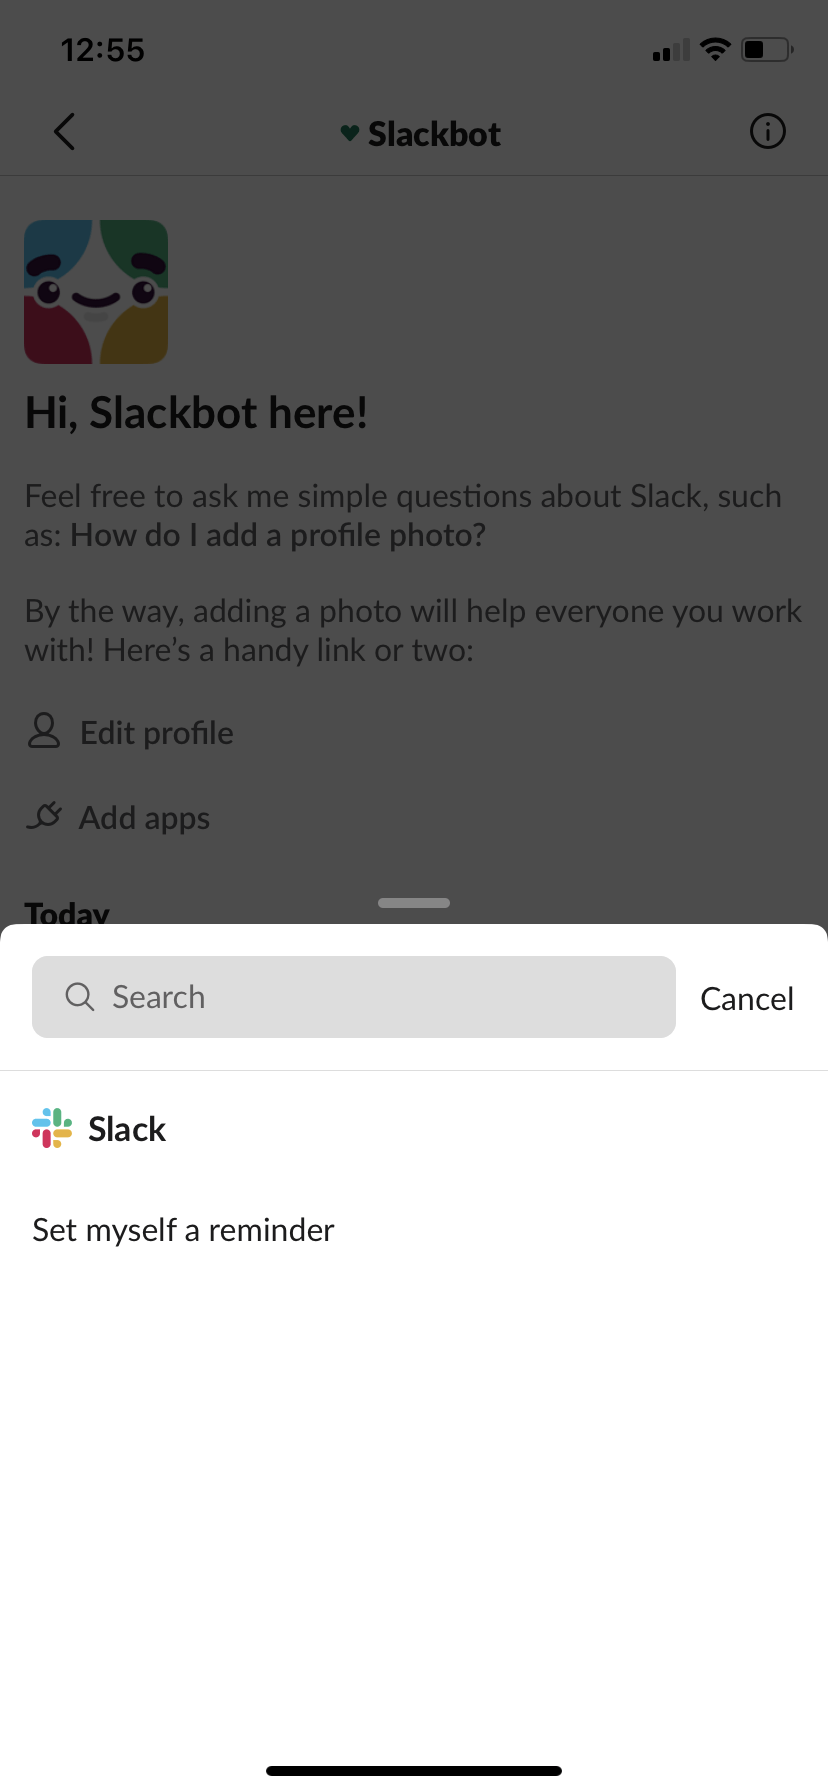 12:55
Slackbot
Hi, Slackbot here!
Feel free to ask me simple questions about Slack, such
as: How do I add a profile photo?
By the way, adding a photo will help everyone you work
with! Here’s a handy link or two:
Edit profile
Add apps
Today
Search
Cancel
Slack
Set myself a reminder